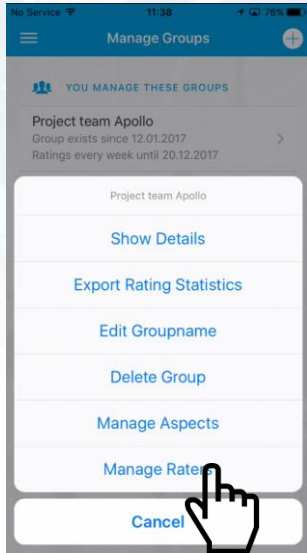 No Service 11:38 76%
Manage Groups
YOU MANAGE THESE GROUPS
Project team Apollo
Group exists since 12.01.2017
Ratings every week until 20.12.2017
Project team Apollo
Show Details
Export Rating Statistics
Edit Groupname
Delete Group
Manage Aspects
Manage Raters
Cancel